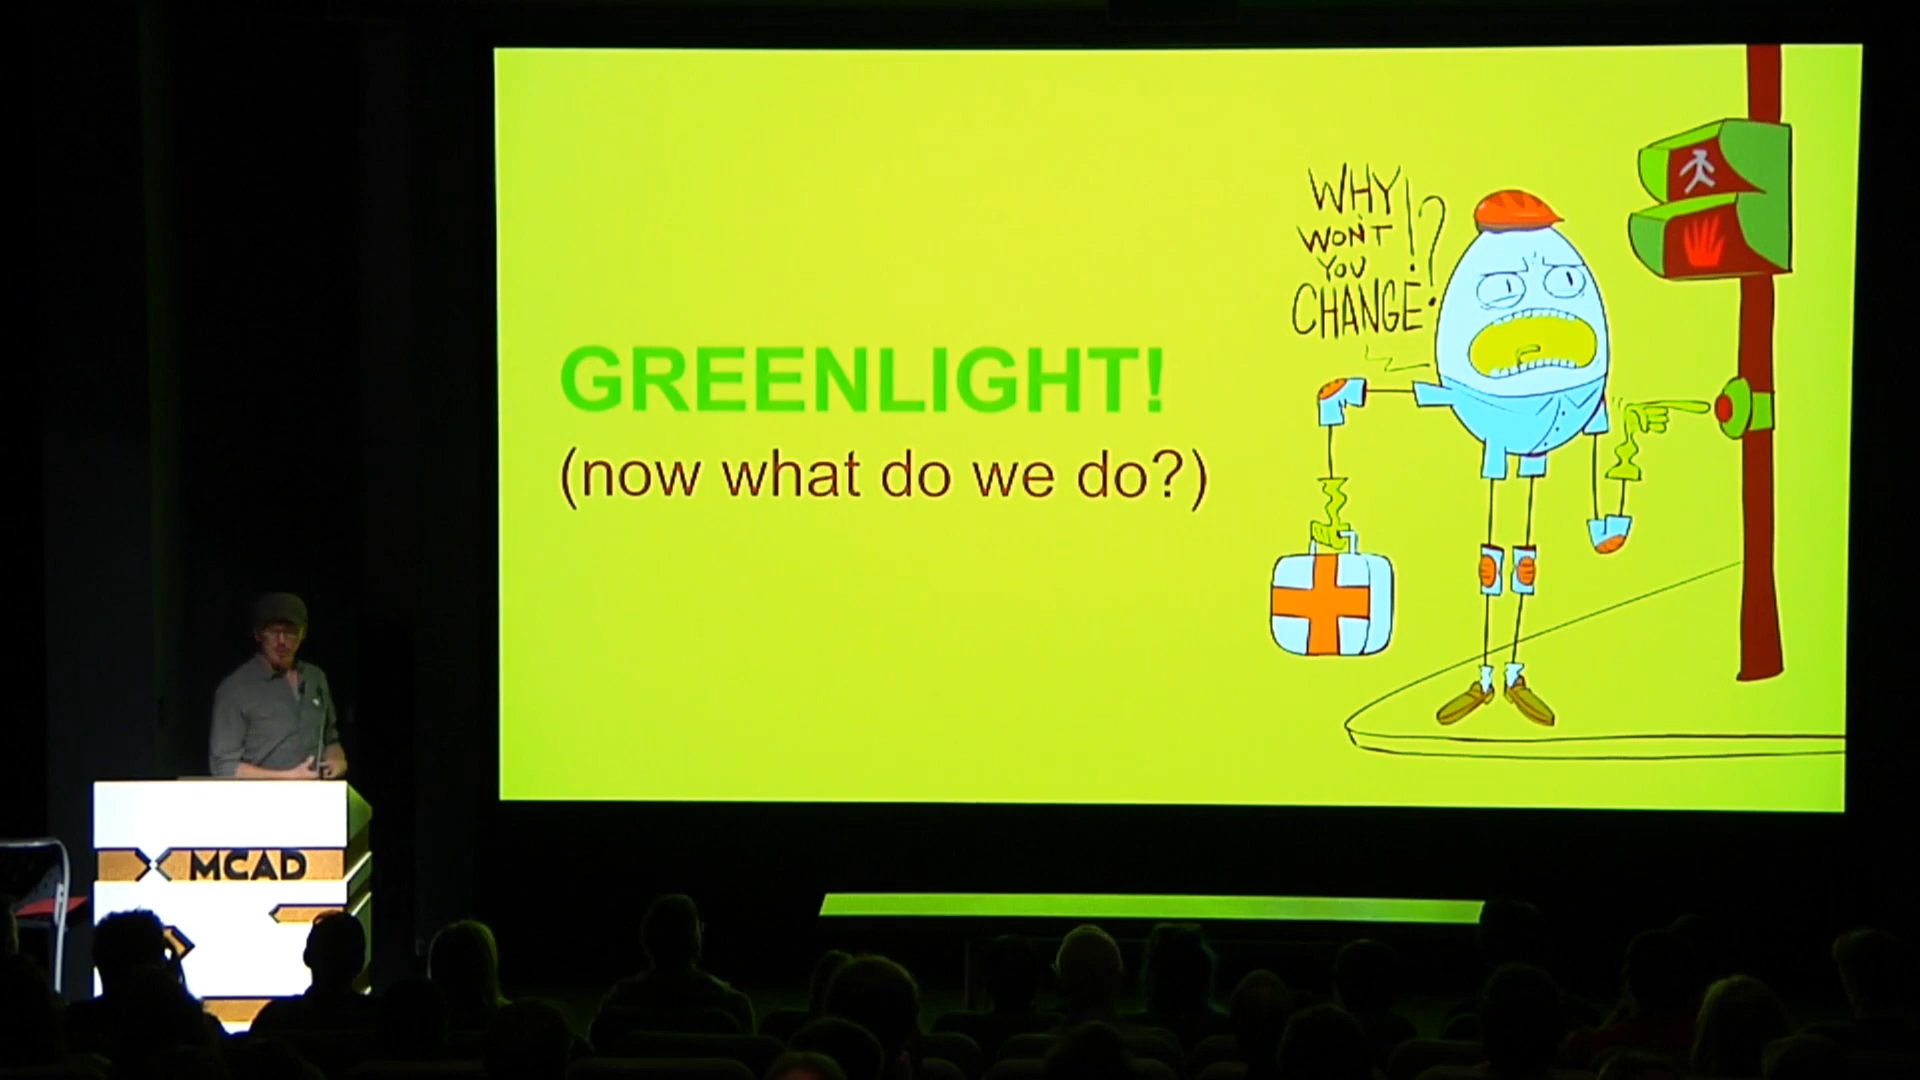 GREENLIGHT!
(now what do we do?)
WHY
WON'T
YOU
CHANGE!?
MCAD